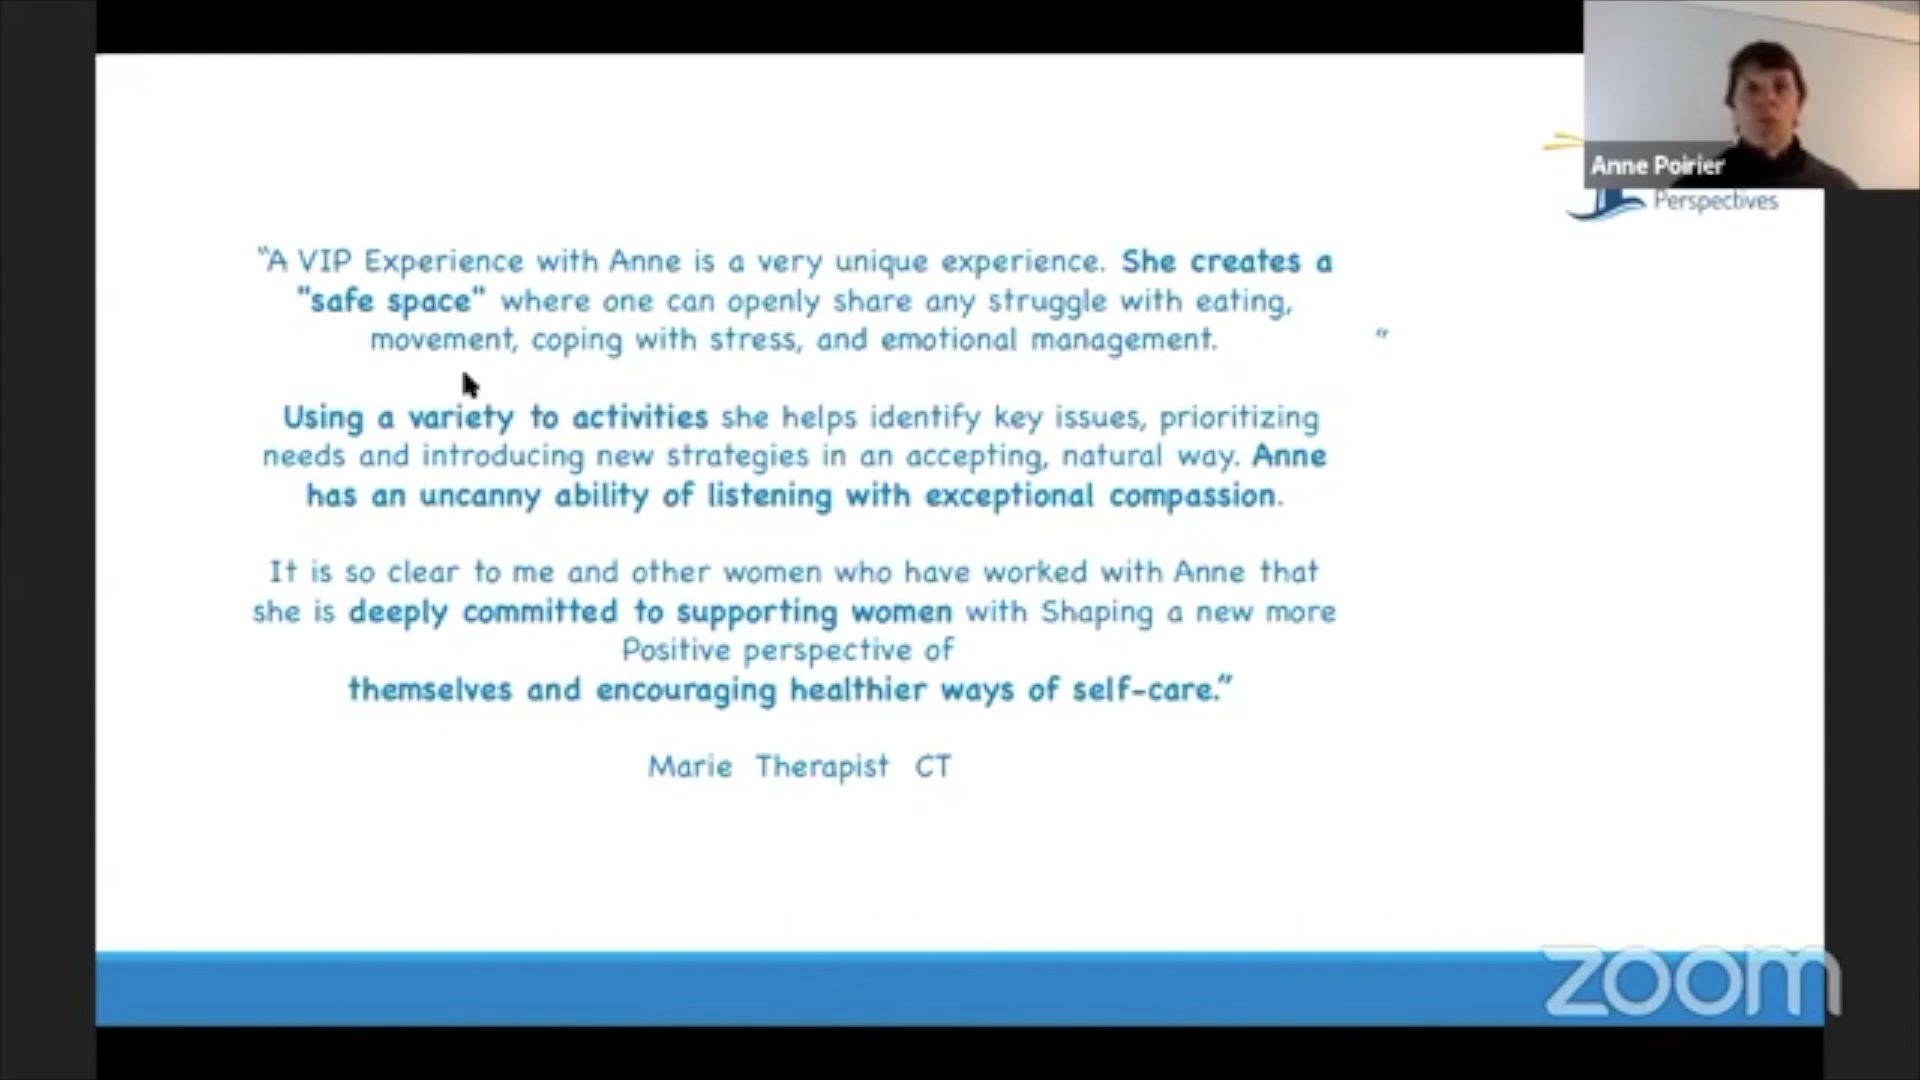 Anne Poirier
Perspectives
“A VIP Experience with Anne is a very unique experience. She creates a
"safe space" where one can openly share any struggle with eating,
movement, coping with stress, and emotional management. ”
Using a variety to activities she helps identify key issues, prioritizing
needs and introducing new strategies in an accepting, natural way. Anne
has an uncanny ability of listening with exceptional compassion.
It is so clear to me and other women who have worked with Anne that
she is deeply committed to supporting women with Shaping a new more
Positive perspective of
themselves and encouraging healthier ways of self-care.”
Marie Therapist CT
zoom